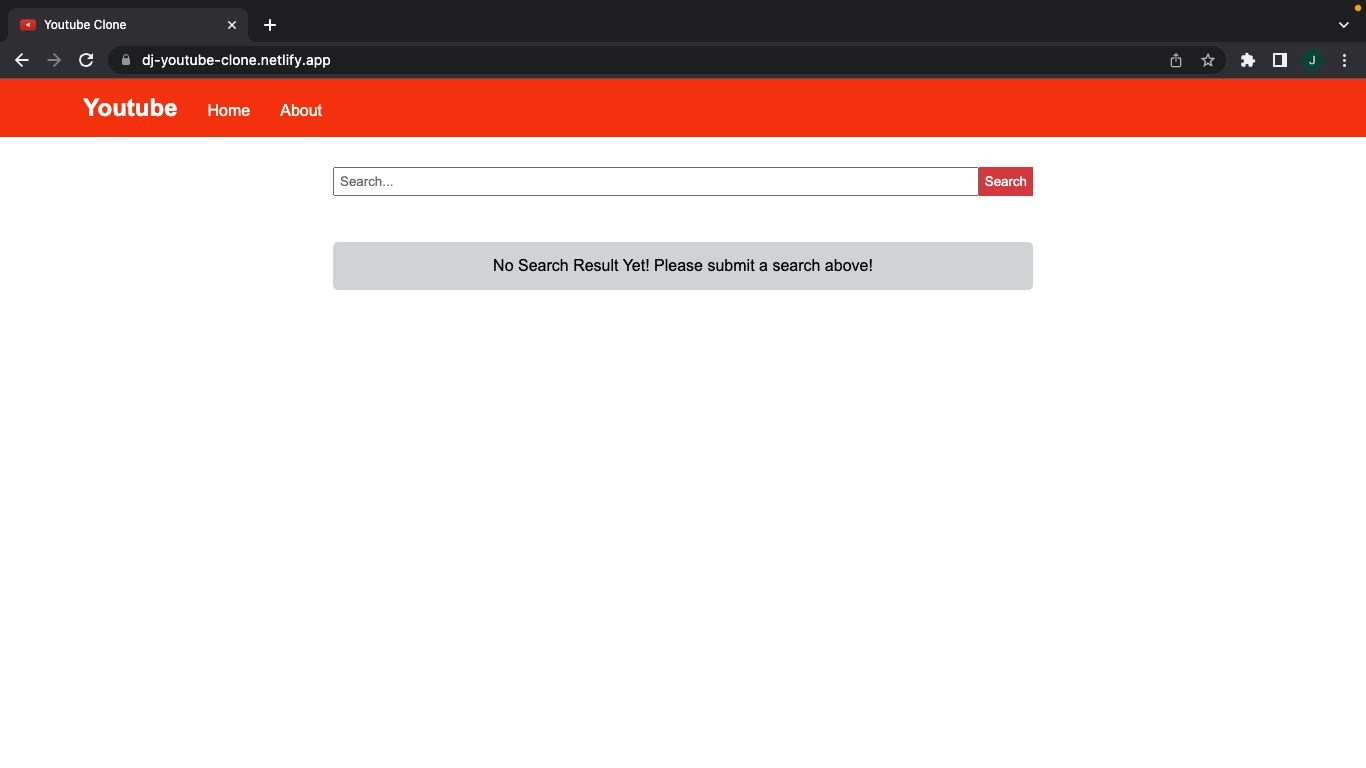 Youtube Clone
dj-youtube-clone.netlify.app
J
Youtube Home About
Search... Search
No Search Result Yet! Please submit a search above!